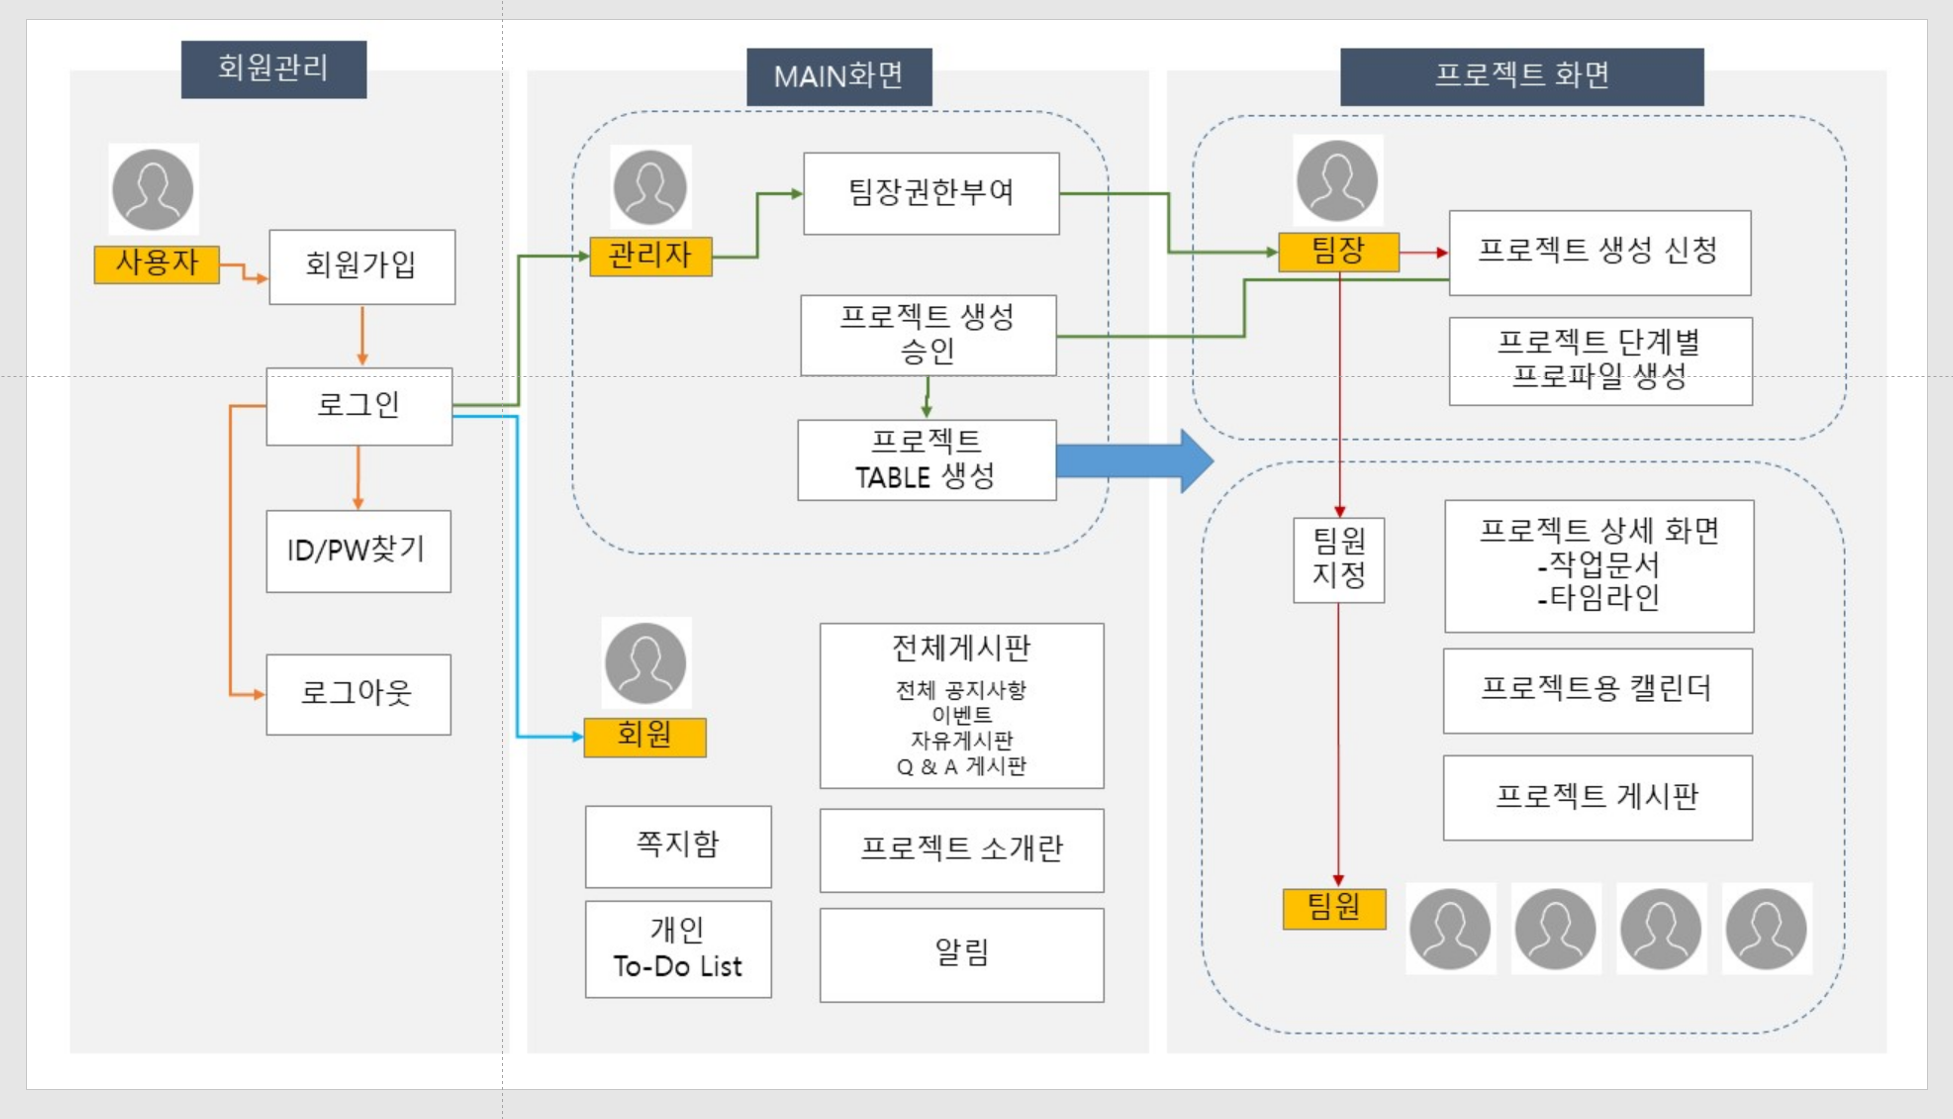 회원관리
사용자
회원가입
로그인
ID/PW찾기
로그아웃
MAIN화면
관리자
팀장권한부여
프로젝트 생성
승인
프로젝트
TABLE 생성
회원
전체게시판
전체 공지사항
이벤트
자유게시판
Q & A 게시판
쪽지함
프로젝트 소개란
개인
To-Do List
알림
프로젝트 화면
팀장
프로젝트 생성 신청
프로젝트 단계별
프로파일 생성
팀원
지정
프로젝트 상세 화면
-작업문서
-타임라인
프로젝트용 캘린더
프로젝트 게시판
팀원